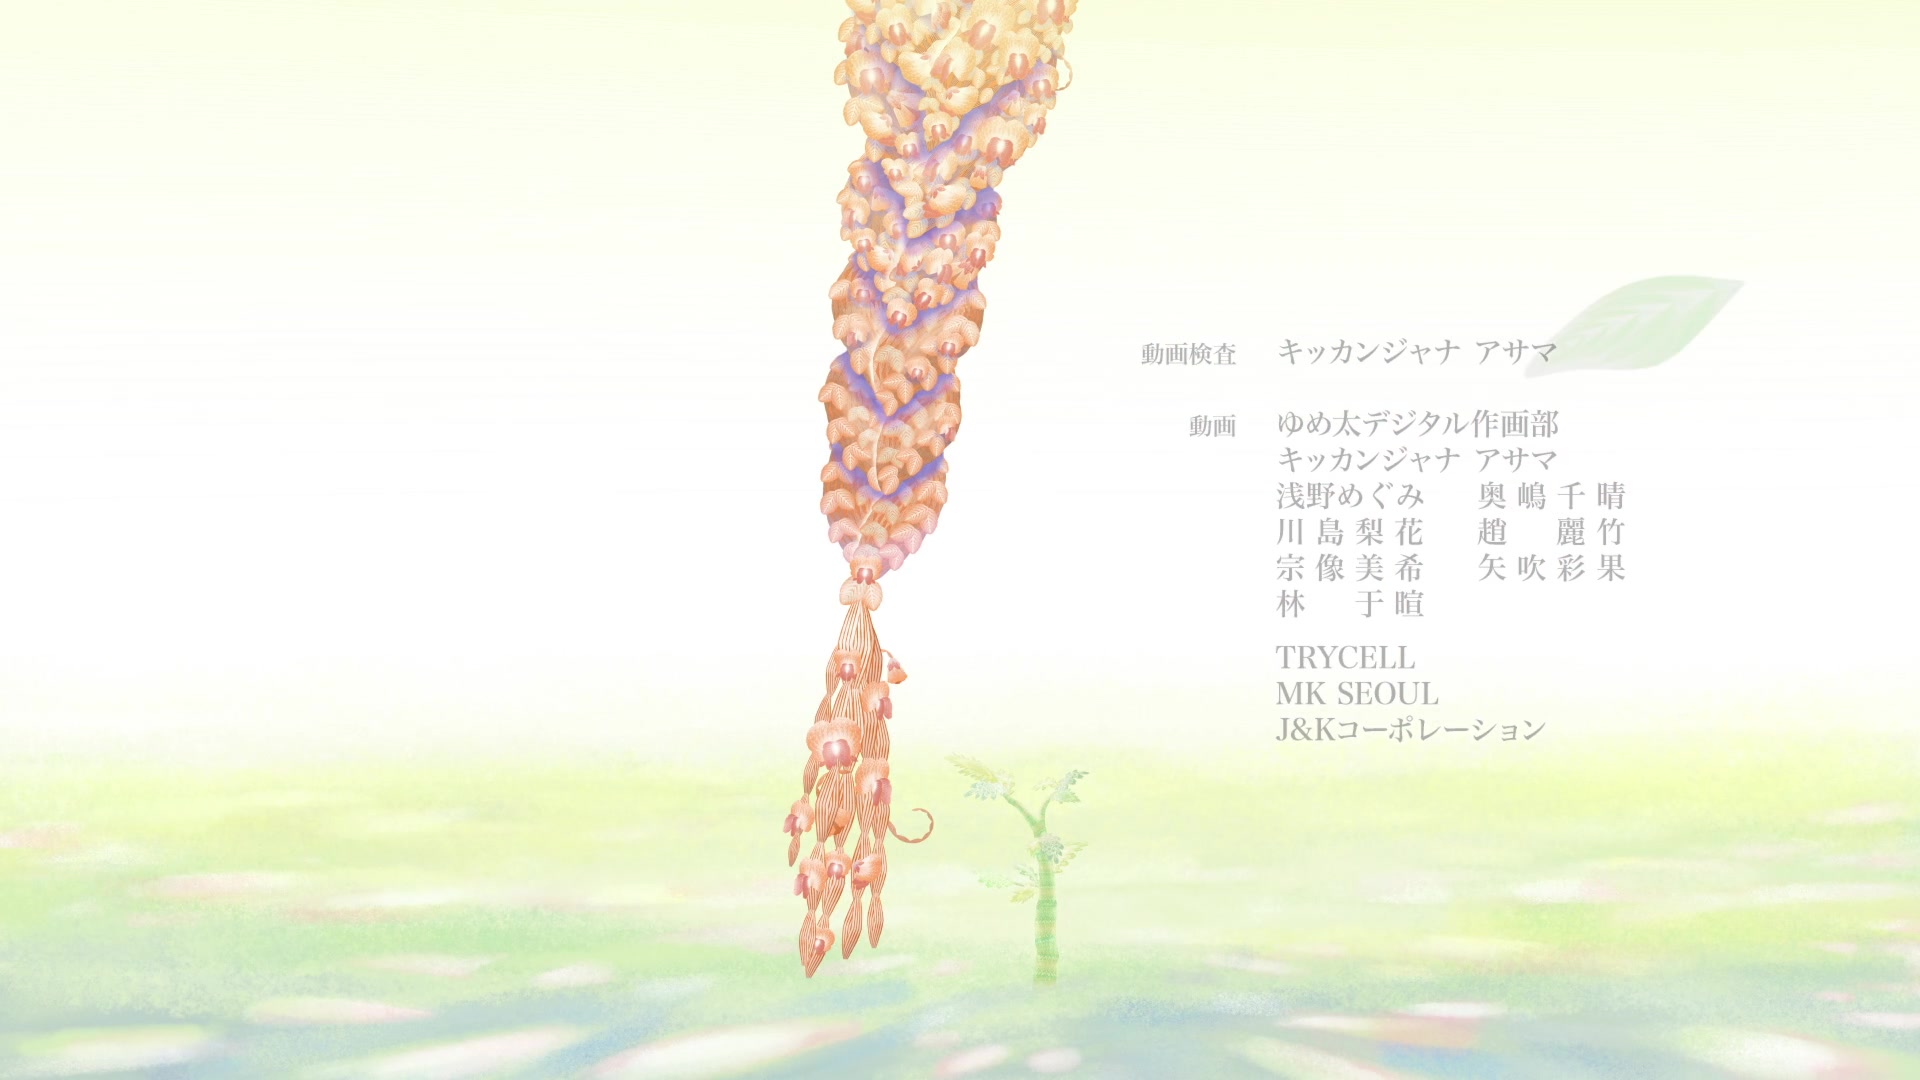 動画検査 キッカンジャナ アサマ
動画 ゆめ太デジタル作画部
キッカンジャナ アサマ
浅野めぐみ 奥嶋千晴
川島梨花 趙 麗竹
宗像美希 矢吹彩果
林 于暄
TRYCELL
MK SEOUL
J&Kコーポレーション